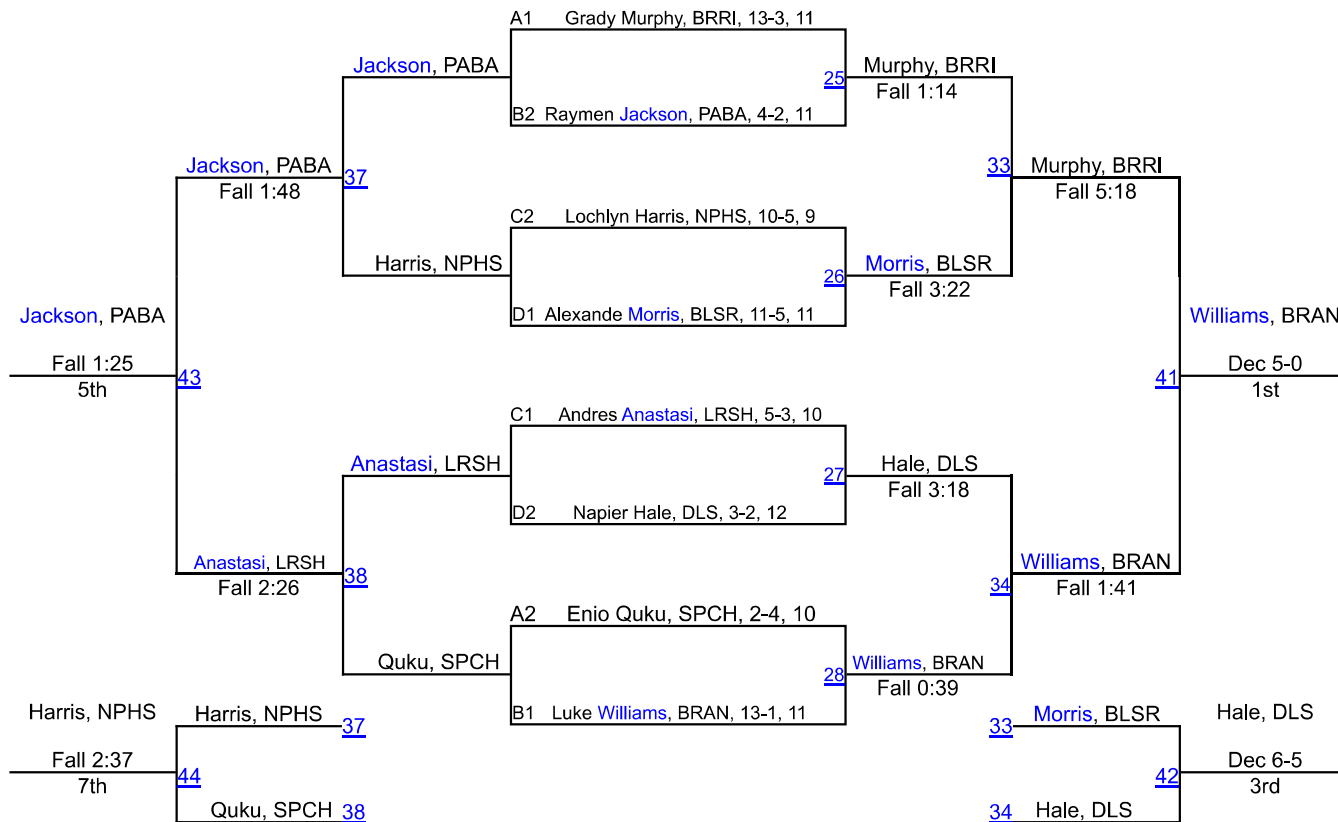 A1 Grady Murphy, BRRI, 13-3, 11
Jackson, PABA
25
Murphy, BRRI
Fall 1:14
B2 Raymen Jackson, PABA, 4-2, 11
Jackson, PABA
Fall 1:48
37
33
Murphy, BRRI
Fall 5:18
C2 Lochlyn Harris, NPHS, 10-5, 9
Harris, NPHS
26
Morris, BLSR
Fall 3:22
D1 Alexande Morris, BLSR, 11-5, 11
Jackson, PABA
Fall 1:25
5th
43
41
Williams, BRAN
Dec 5-0
1st
C1 Andres Anastasi, LRSH, 5-3, 10
Anastasi, LRSH
27
Hale, DLS
Fall 3:18
D2 Napier Hale, DLS, 3-2, 12
Anastasi, LRSH
Fall 2:26
38
34
Williams, BRAN
Fall 1:41
A2 Enio Quku, SPCH, 2-4, 10
Quku, SPCH
28
Williams, BRAN
Fall 0:39
B1 Luke Williams, BRAN, 13-1, 11
Harris, NPHS
Fall 2:37
7th
Harris, NPHS 37
44
Quku, SPCH 38
33 Morris, BLSR
42
34 Hale, DLS
Hale, DLS
Dec 6-5
3rd